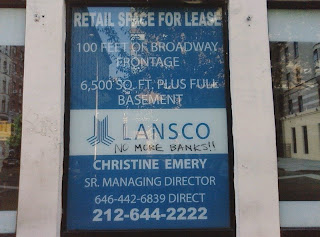 RETAIL SPACE FOR LEASE
100 FEET OF BROADWAY
FRONTAGE
6,500 SQ. FT. PLUS FULL
BASEMENT
LANSCO
NO MORE BANKS!!
CHRISTINE EMERY
SR. MANAGING DIRECTOR
646-442-6839 DIRECT
212-644-2222